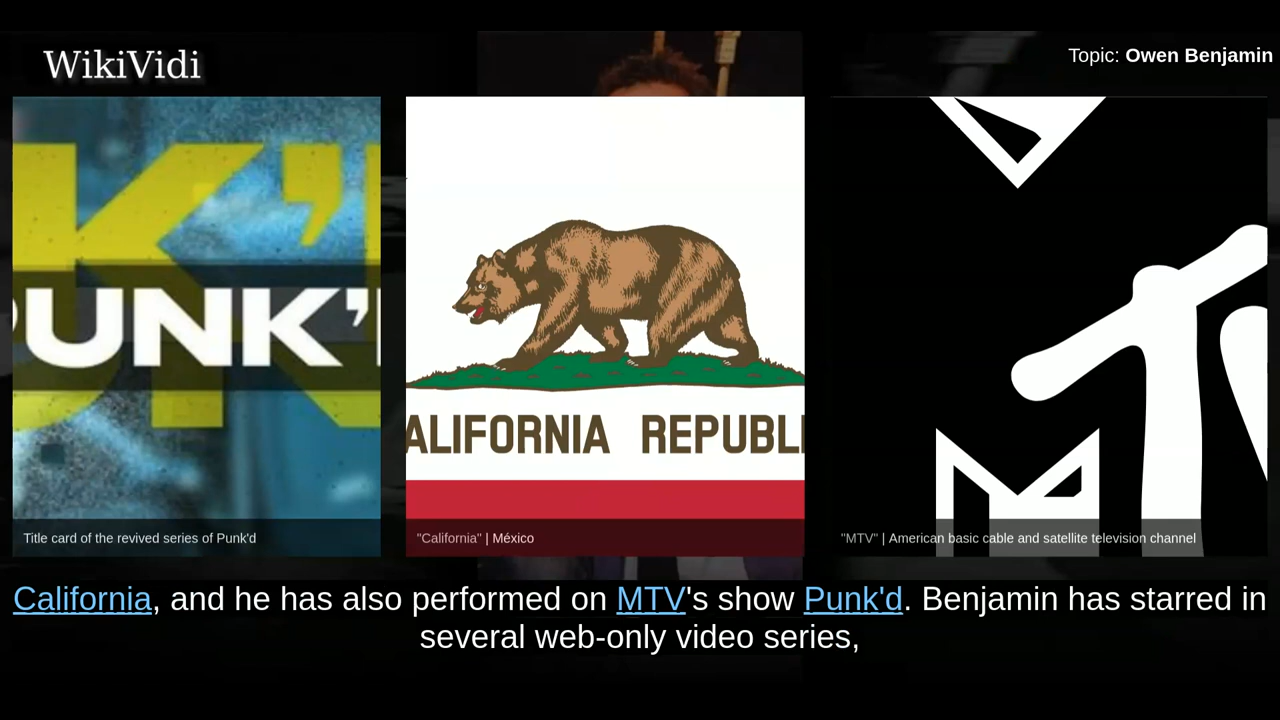 WikiVidi
Topic: Owen Benjamin
K'
UNK'
ALIFORNIA REPUBL
Title card of the revived series of Punk'd
"California" | México
"MTV" | American basic cable and satellite television channel
California, and he has also performed on MTV's show Punk'd. Benjamin has starred in
several web-only video series,